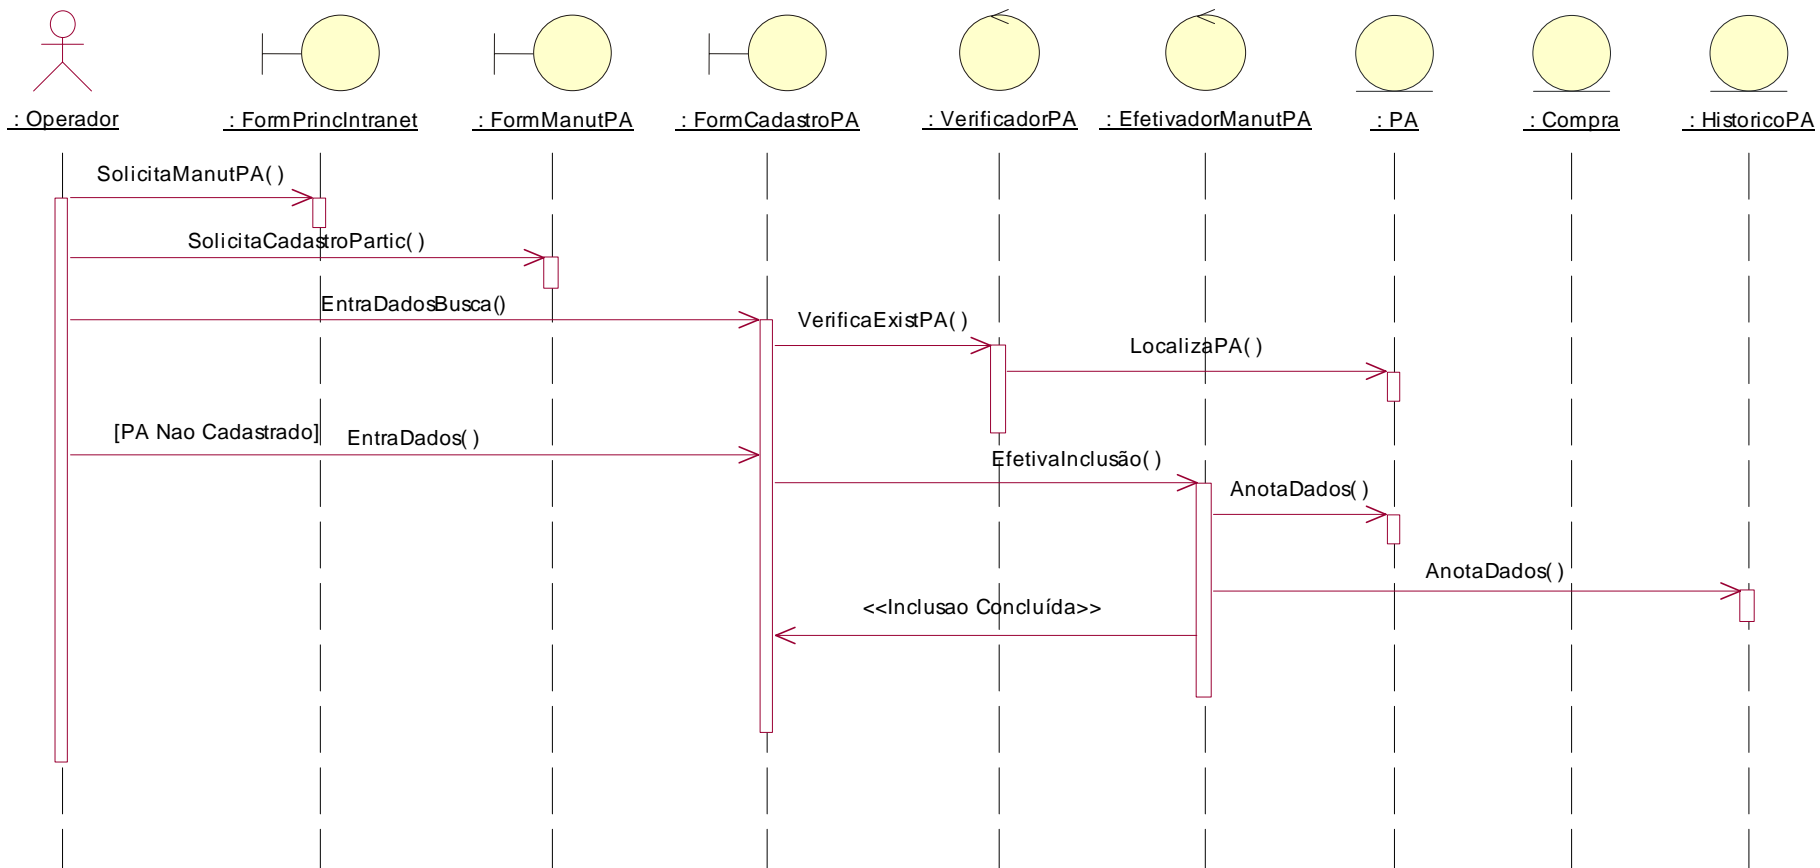 : Operador
: FormPrincIntranet
: FormManutPA
: FormCadastroPA
: VerificadorPA
: EfetivadorManutPA
: PA
: Compra
: HistoricoPA
SolicitaManutPA( )
SolicitaCadastroPartic( )
EntraDadosBusca()
VerificaExistPA( )
LocalizaPA( )
[PA Nao Cadastrado]
EntraDados( )
EfetivaInclusão( )
AnotaDados( )
AnotaDados( )
<<Inclusao Concluída>>